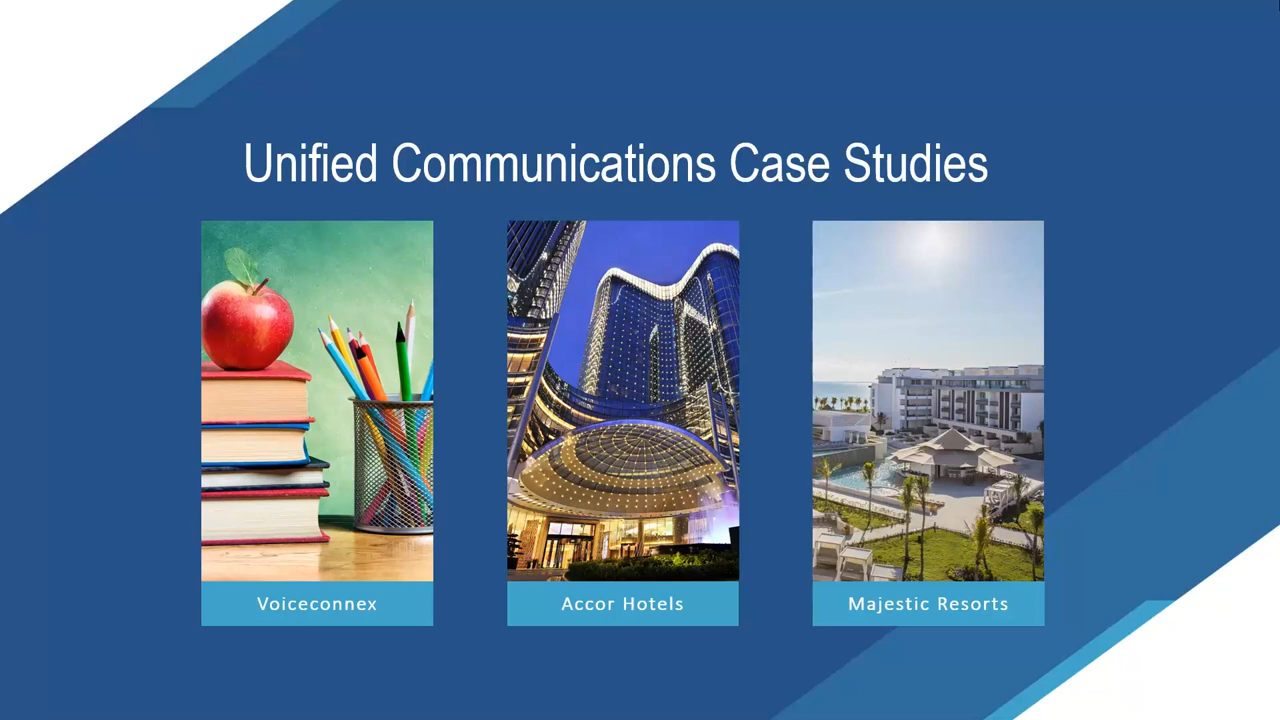 Unified Communications Case Studies
Voiceconnex
Accor Hotels
Majestic Resorts